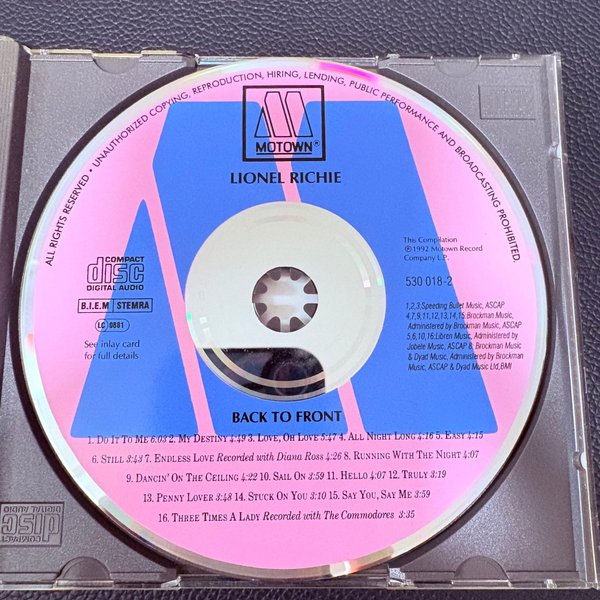 ALL RIGHTS RESERVED • UNAUTHORIZED COPYING, REPRODUCTION, HIRING, LENDING, PUBLIC PERFORMANCE AND BROADCASTING PROHIBITED.
MOTOWN®
LIONEL RICHIE
COMPACT
disc
DIGITAL AUDIO
B.I.E.M STEMRA
LC 0881
See inlay card
for full details
This Compilation
℗1992 Motown Record
Company L.P.
530 018-2
1,2,3,Speeding Bullet Music, ASCAP
4,7,9,11,12,13,14,15:Brockman Music,
Administered by Brockman Music, ASCAP
5,6,10,16:Libren Music, Administered by
Jobete Music, ASCAP & Brockman Music
& Dyad Music, Administered by Brockman
Music, ASCAP & Dyad Music Ltd,BMI
BACK TO FRONT
1. DO IT TO ME 6:03 2. MY DESTINY 4:49 3. LOVE, OH LOVE 5:47 4. ALL NIGHT LONG 4:16 5. EASY 4:15
6. STILL 3:43 7. ENDLESS LOVE Recorded with Diana Ross 4:26 8. RUNNING WITH THE NIGHT 4:07
9. DANCIN' ON THE CEILING 4:22 10. SAIL ON 3:59 11. HELLO 4:07 12. TRULY 3:19
13. PENNY LOVER 3:48 14. STUCK ON YOU 3:10 15. SAY YOU, SAY ME 3:59
16. THREE TIMES A LADY Recorded with The Commodores 3:35
COMPACT
disc
DIGITAL AUDIO